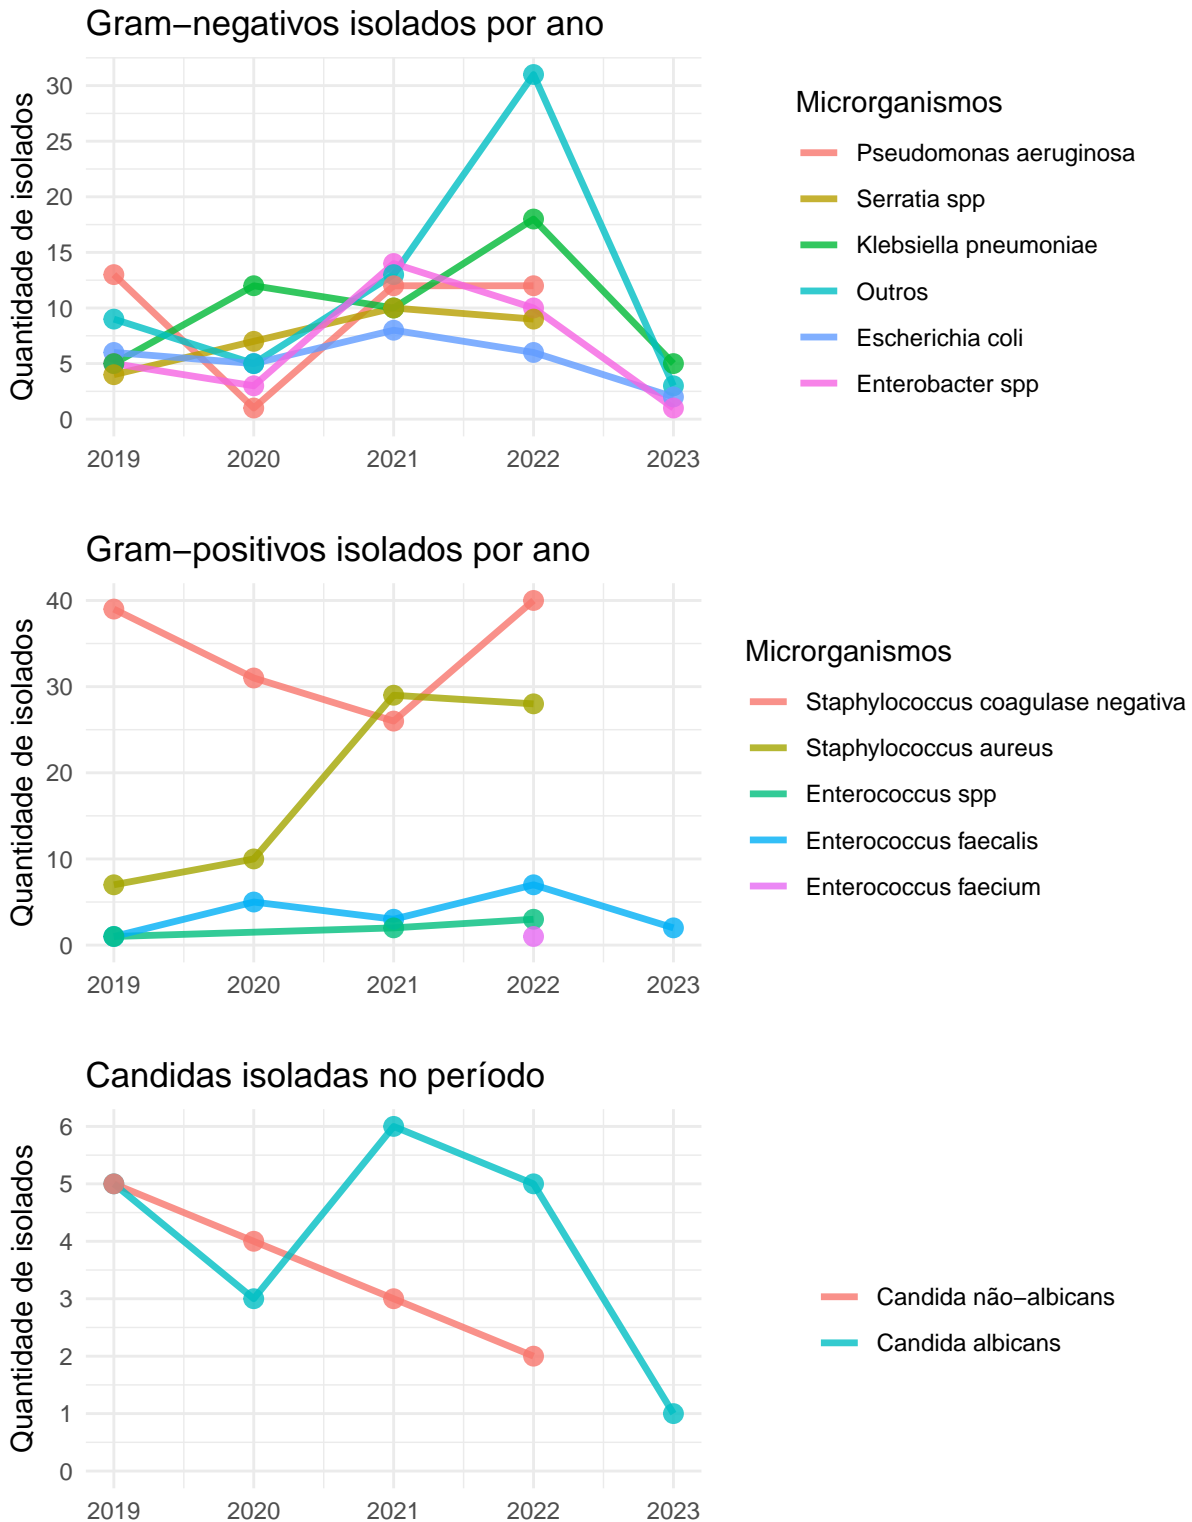 Gram−negativos isolados por ano
Quantidade de isolados
30
25
20
15
10
5
0
2019 2020 2021 2022 2023
Microrganismos
Pseudomonas aeruginosa
Serratia spp
Klebsiella pneumoniae
Outros
Escherichia coli
Enterobacter spp
Gram−positivos isolados por ano
Quantidade de isolados
40
30
20
10
0
2019 2020 2021 2022 2023
Microrganismos
Staphylococcus coagulase negativa
Staphylococcus aureus
Enterococcus spp
Enterococcus faecalis
Enterococcus faecium
Candidas isoladas no período
Quantidade de isolados
6
5
4
3
2
1
0
2019 2020 2021 2022 2023
Candida não−albicans
Candida albicans